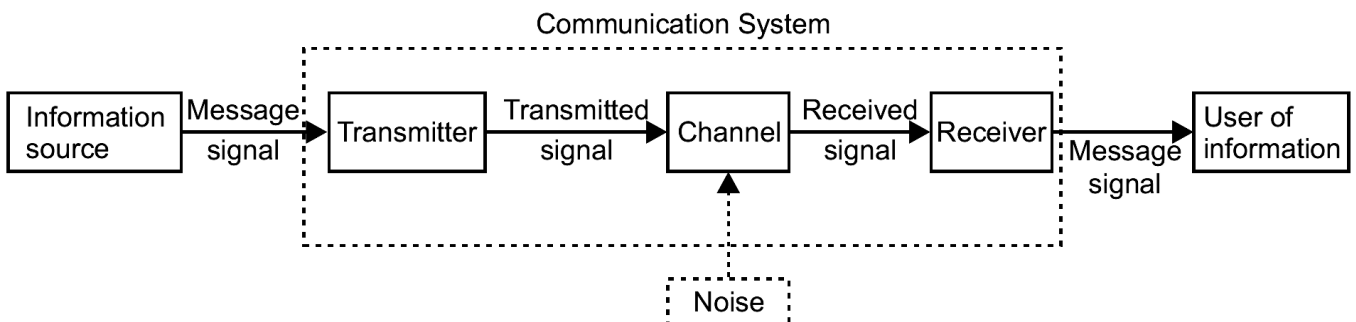 Communication System
Information
source
Message
signal
Transmitter
Transmitted
signal
Channel
Received
signal
Receiver
Message
signal
User of
information
Noise